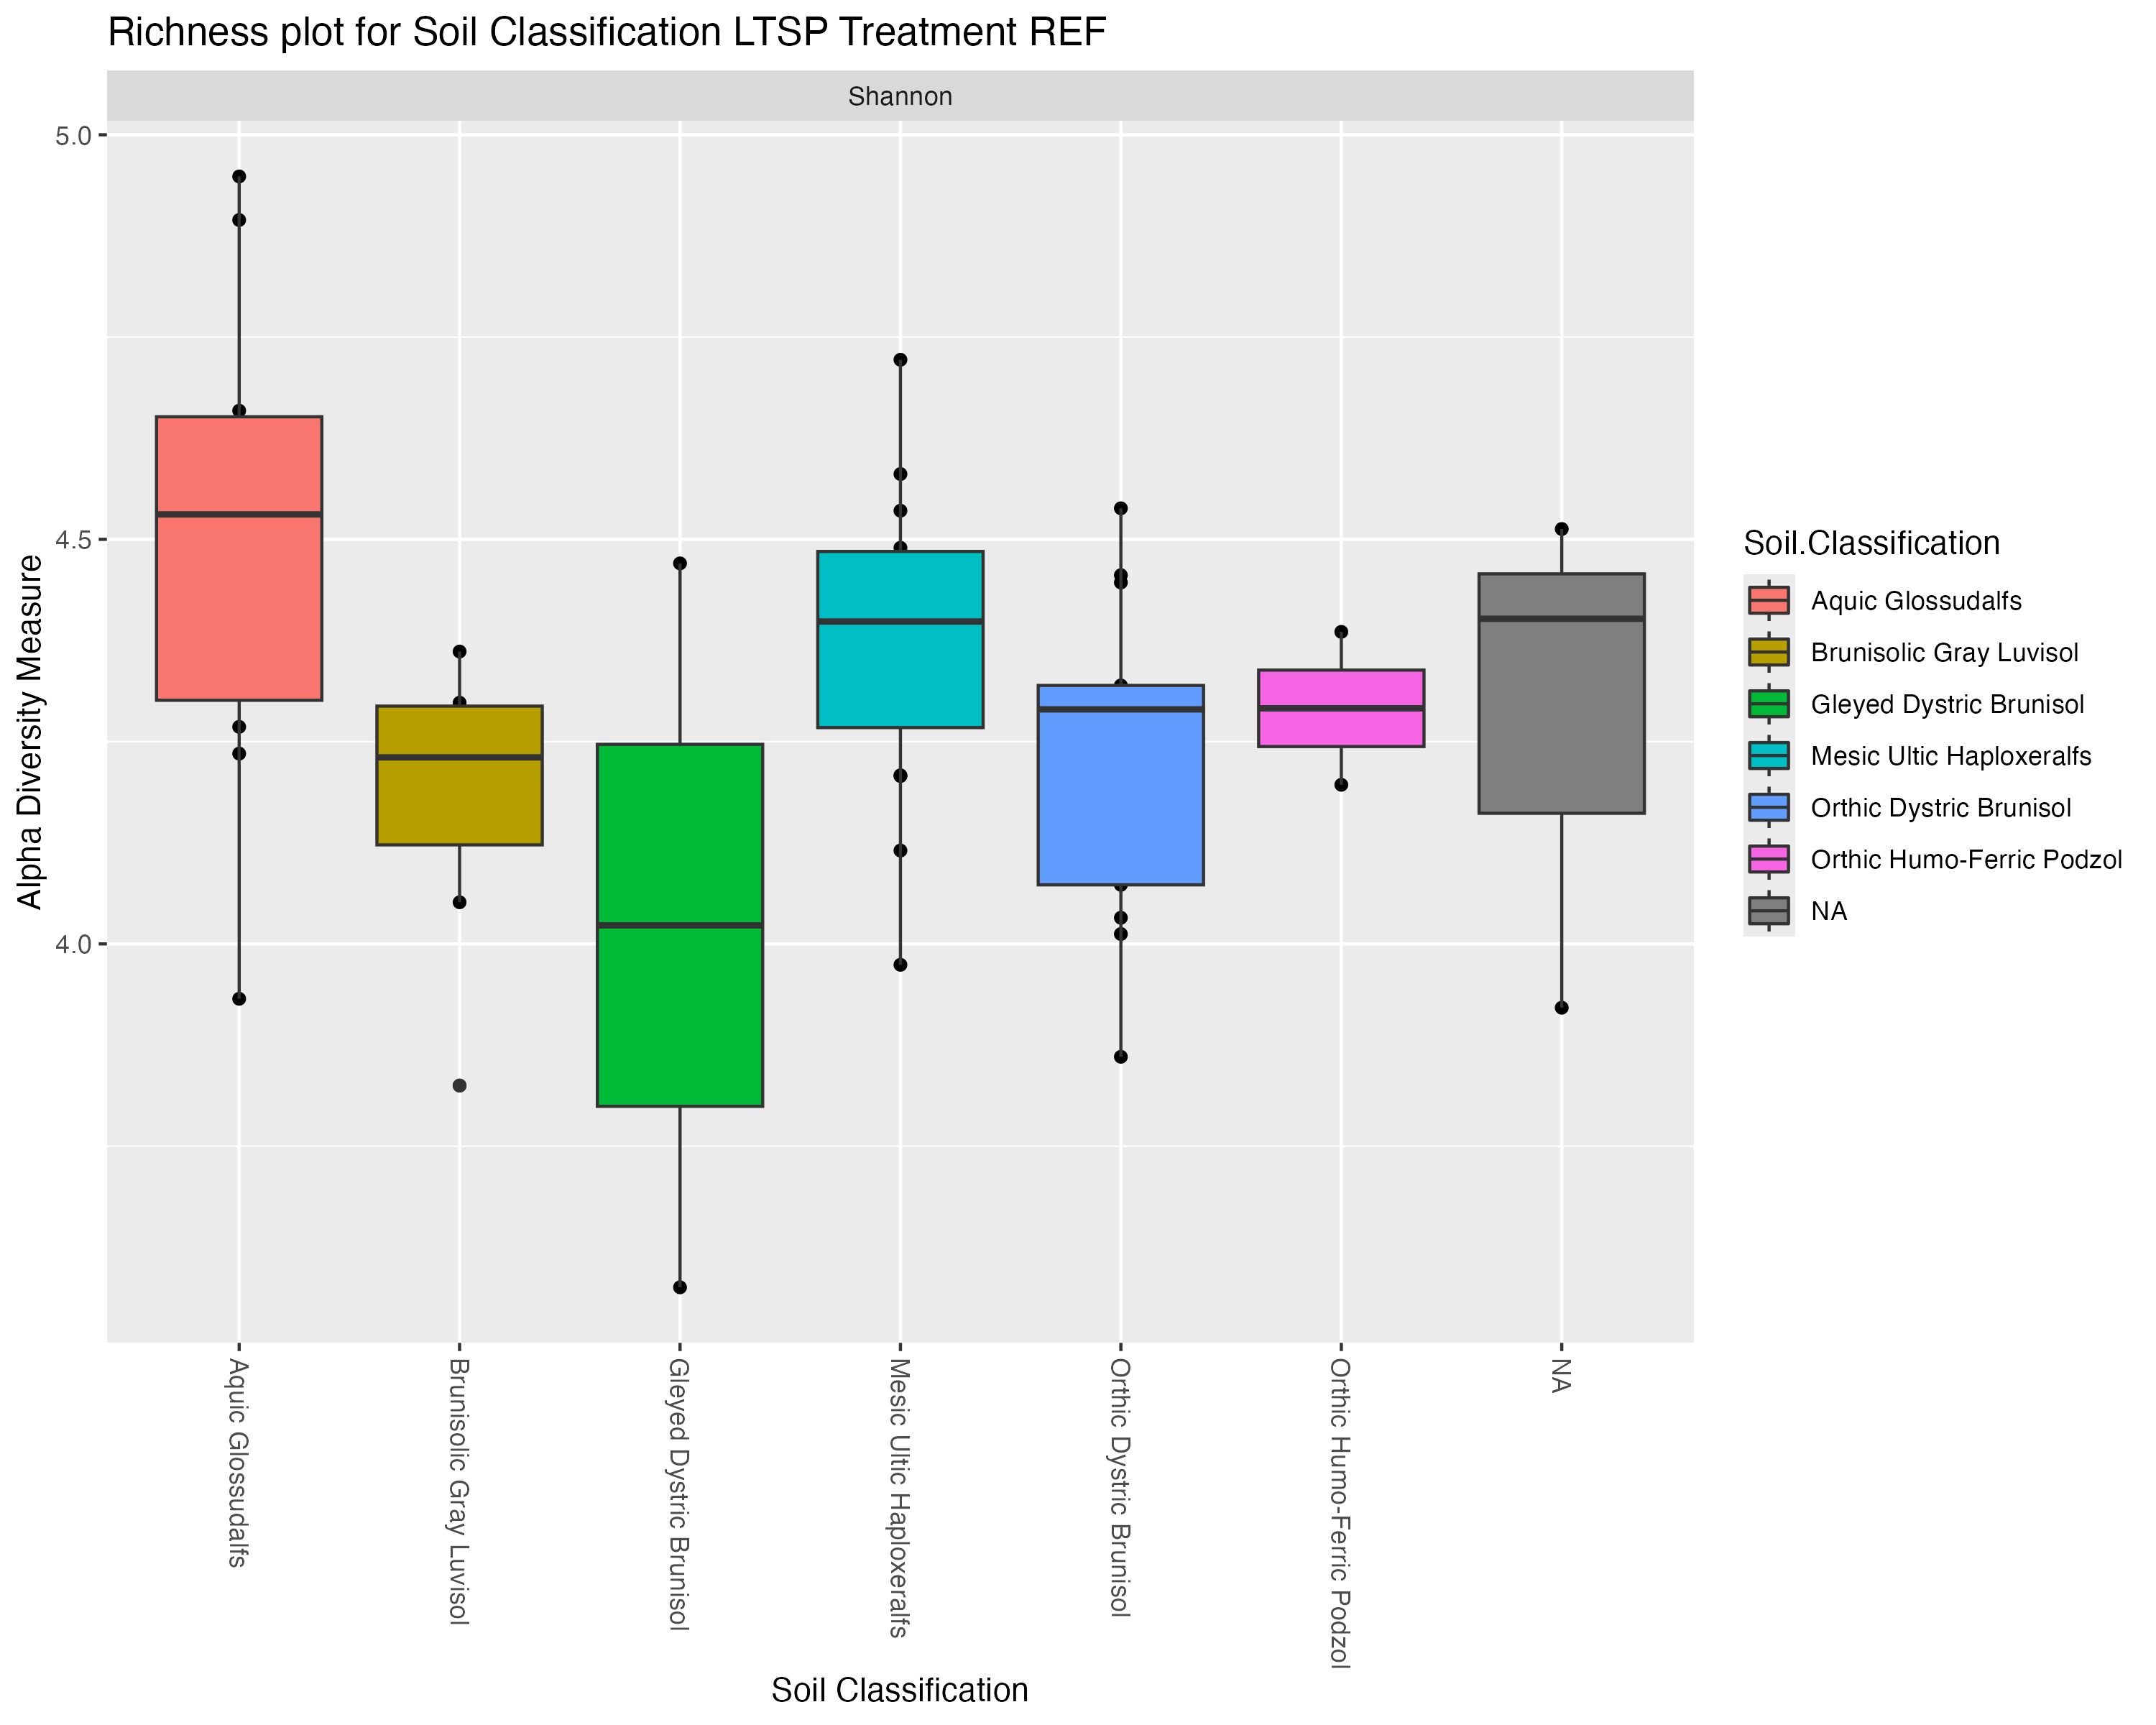 Richness plot for Soil Classification LTSP Treatment REF
Shannon
Alpha Diversity Measure
5.0
4.5
4.0
Aquic Glossudalfs
Brunisolic Gray Luvisol
Gleyed Dystric Brunisol
Mesic Ultic Haploxeralfs
Orthic Dystric Brunisol
Orthic Humo-Ferric Podzol
NA
Soil Classification
Soil.Classification
Aquic Glossudalfs
Brunisolic Gray Luvisol
Gleyed Dystric Brunisol
Mesic Ultic Haploxeralfs
Orthic Dystric Brunisol
Orthic Humo-Ferric Podzol
NA